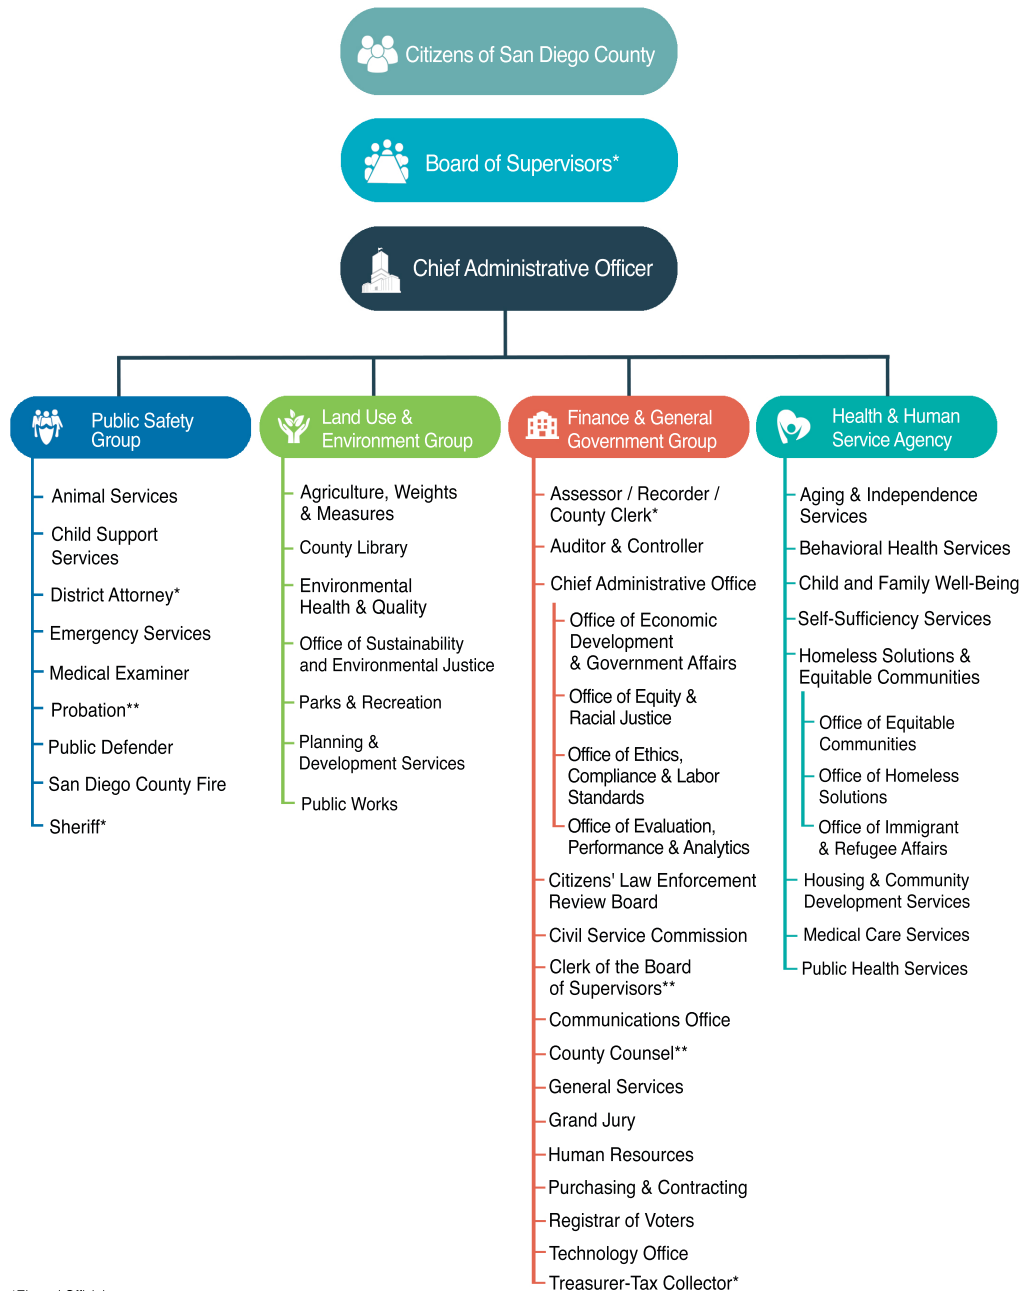 Citizens of San Diego County
Board of Supervisors*
Chief Administrative Officer
Public Safety
Group
Animal Services
Child Support
Services
District Attorney*
Emergency Services
Medical Examiner
Probation**
Public Defender
San Diego County Fire
Sheriff*
Land Use &
Environment Group
Agriculture, Weights
& Measures
County Library
Environmental
Health & Quality
Office of Sustainability
and Environmental Justice
Parks & Recreation
Planning &
Development Services
Public Works
Finance & General
Government Group
Assessor / Recorder /
County Clerk*
Auditor & Controller
Chief Administrative Office
Office of Economic
Development
& Government Affairs
Office of Equity &
Racial Justice
Office of Ethics,
Compliance & Labor
Standards
Office of Evaluation,
Performance & Analytics
Citizens' Law Enforcement
Review Board
Civil Service Commission
Clerk of the Board
of Supervisors**
Communications Office
County Counsel**
General Services
Grand Jury
Human Resources
Purchasing & Contracting
Registrar of Voters
Technology Office
Treasurer-Tax Collector*
Health & Human
Service Agency
Aging & Independence
Services
Behavioral Health Services
Child and Family Well-Being
Self-Sufficiency Services
Homeless Solutions &
Equitable Communities
Office of Equitable
Communities
Office of Homeless
Solutions
Office of Immigrant
& Refugee Affairs
Housing & Community
Development Services
Medical Care Services
Public Health Services